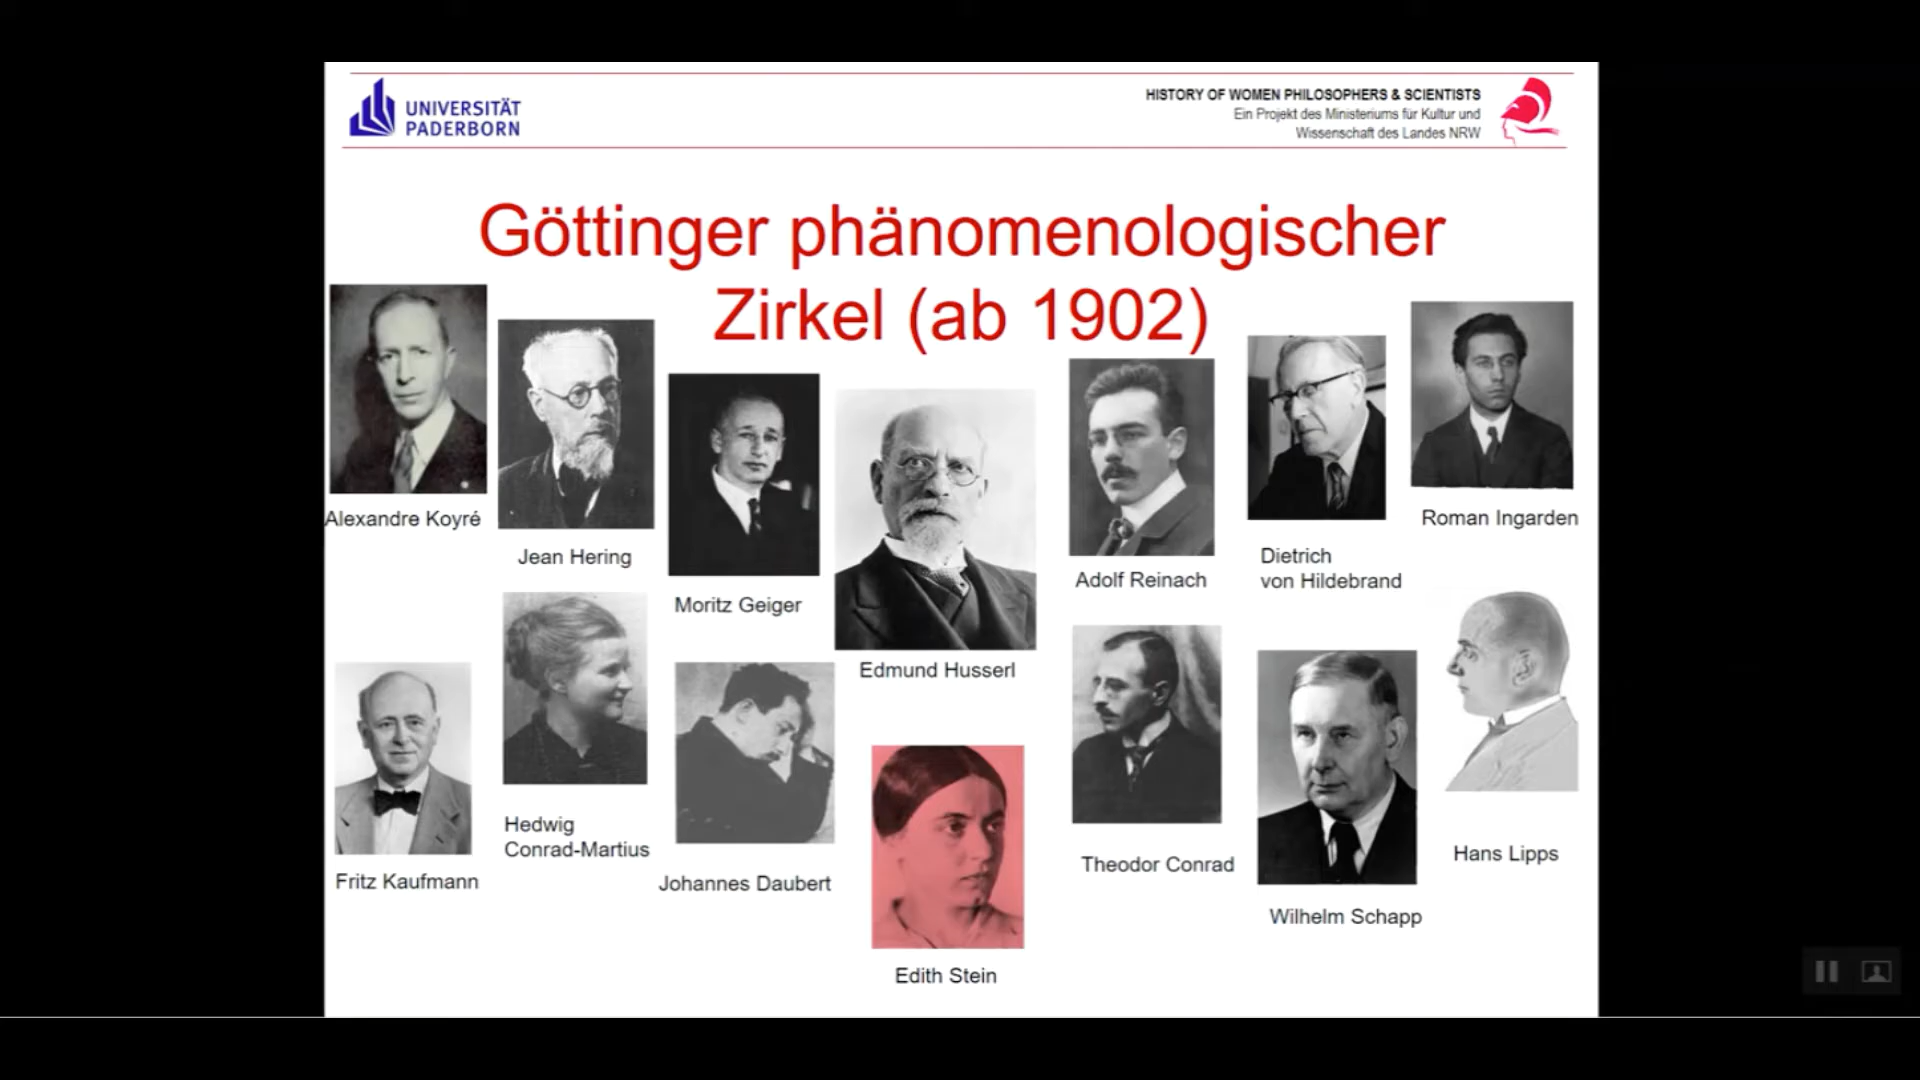 UNIVERSITÄT
PADERBORN
HISTORY OF WOMEN PHILOSOPHERS & SCIENTISTS
Ein Projekt des Ministeriums für Kultur und
Wissenschaft des Landes NRW
Göttinger phänomenologischer
Zirkel (ab 1902)
Alexandre Koyré
Jean Hering
Moritz Geiger
Edmund Husserl
Adolf Reinach
Dietrich
von Hildebrand
Roman Ingarden
Fritz Kaufmann
Hedwig
Conrad-Martius
Johannes Daubert
Edith Stein
Theodor Conrad
Wilhelm Schapp
Hans Lipps